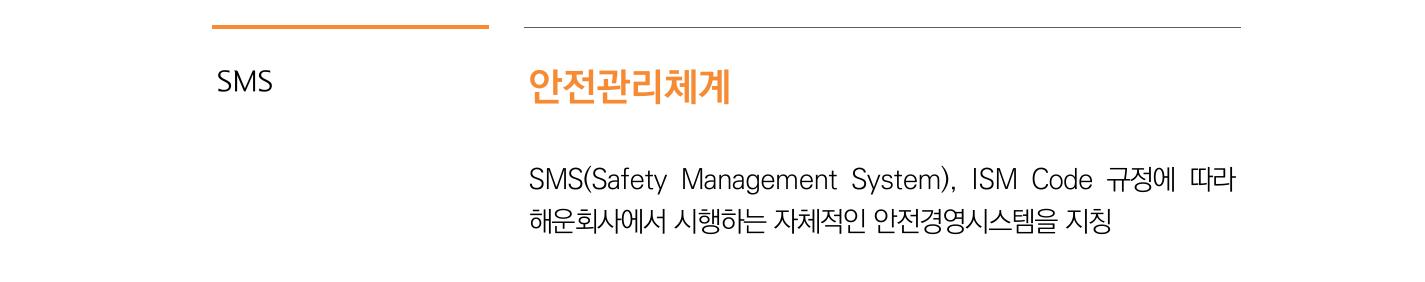 SMS
안전관리체계
SMS(Safety Management System), ISM Code 규정에 따라
해운회사에서 시행하는 자체적인 안전경영시스템을 지칭